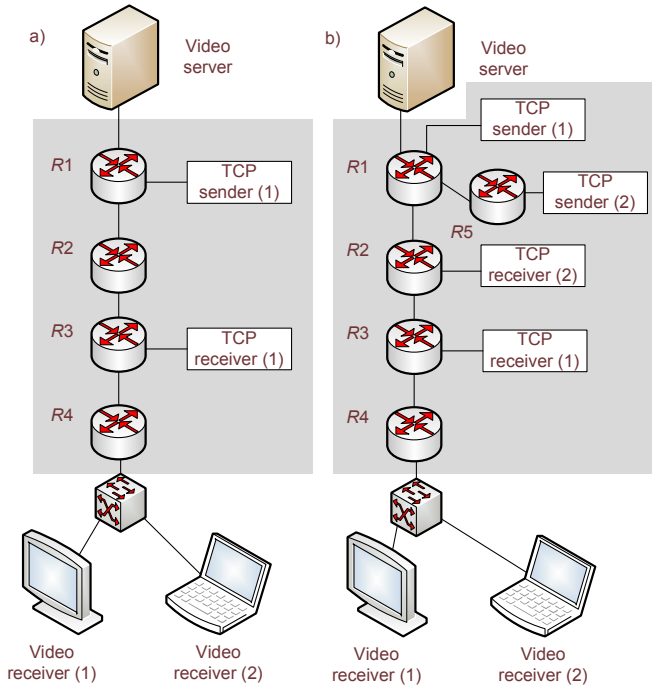 a)
Video
server
R1
TCP
sender (1)
R2
R3
TCP
receiver (1)
R4
Video
receiver (1)
Video
receiver (2)
b)
Video
server
TCP
sender (1)
R1
TCP
sender (2)
R5
R2
TCP
receiver (2)
R3
TCP
receiver (1)
R4
Video
receiver (1)
Video
receiver (2)